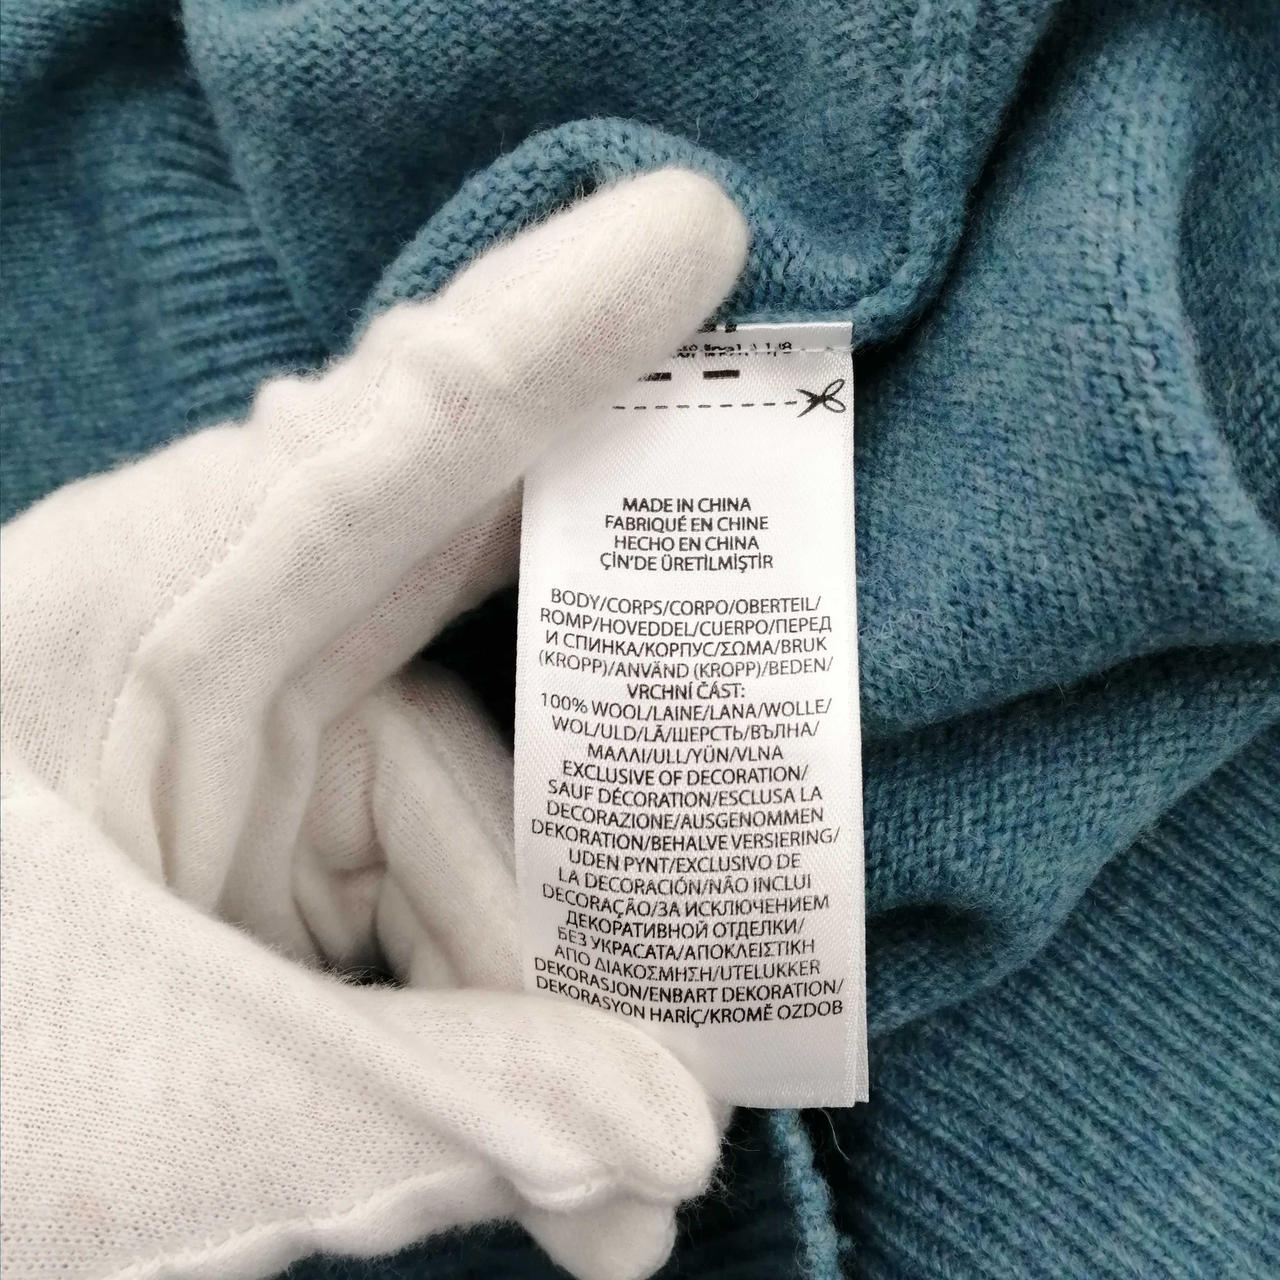 MADE IN CHINA
FABRIQUÉ EN CHINE
HECHO EN CHINA
ÇİN'DE ÜRETİLMİŞTİR
BODY/CORPS/CORPO/OBERTEIL/
ROMP/HOVEDDEL/CUERPO/ПЕРЕД
И СПИНКА/КОРПУС/ΣΩΜΑ/BRUK
(KROPP)/ANVÄND (KROPP)/BEDEN/
VRCHNÍ ČÁST:
100% WOOL/LAINE/LANA/WOLLE/
WOL/ULD/LÃ/ШЕРСТЬ/ВЪЛНА/
ΜΑΛΛΙ/ULL/YÜN/VLNA
EXCLUSIVE OF DECORATION/
SAUF DÉCORATION/ESCLUSA LA
DECORAZIONE/AUSGENOMMEN
DEKORATION/BEHALVE VERSIERING/
UDEN PYNT/EXCLUSIVO DE
LA DECORACIÓN/NÃO INCLUI
DECORAÇÃO/ЗА ИСКЛЮЧЕНИЕМ
ДЕКОРАТИВНОЙ ОТДЕЛКИ/
БЕЗ УКРАСАТА/ΑΠΟΚΛΕΙΣΤΙΚΗ
ΑΠΟ ΔΙΑΚΟΣΜΗΣΗ/UTELUKKER
DEKORASJON/ENBART DEKORATION/
DEKORASYON HARİÇ/KROMĚ OZDOB